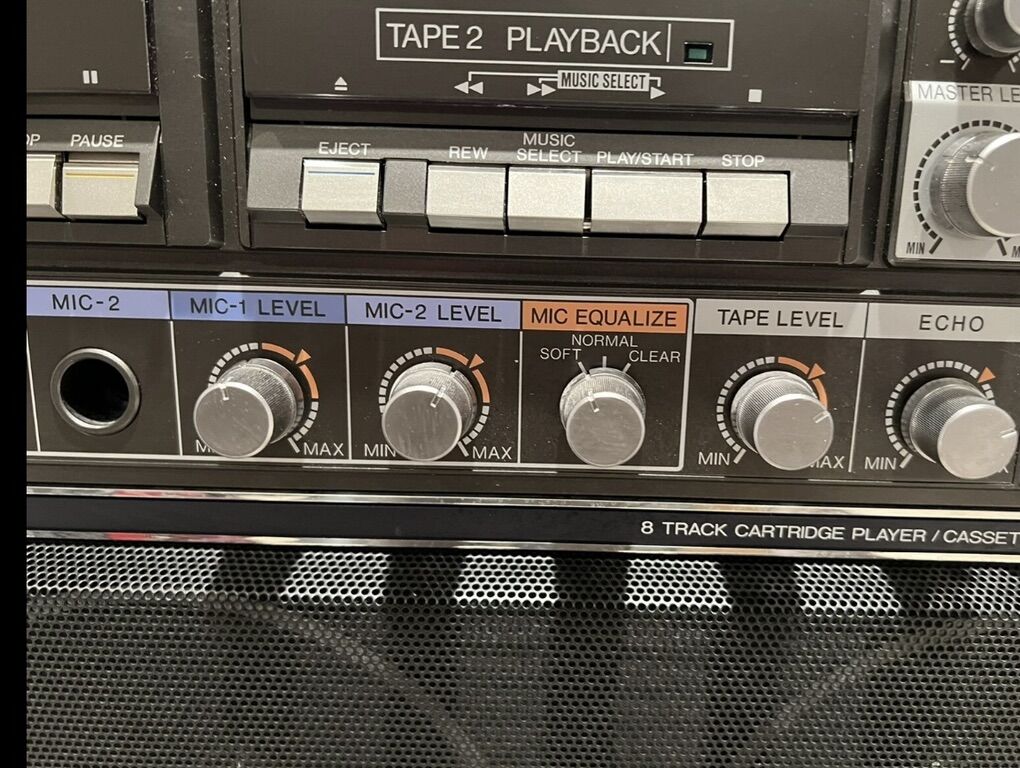 TAPE 2 PLAYBACK
MUSIC SELECT
PAUSE
EJECT
REW
MUSIC
SELECT
PLAY/START
STOP
MASTER
MIN
MIC-2
MIC-1 LEVEL
MIC-2 LEVEL
MIC EQUALIZE
TAPE LEVEL
ECHO
NORMAL
SOFT
CLEAR
MAX
MIN
MAX
MIN
MAX
MIN
8 TRACK CARTRIDGE PLAYER / CASSET